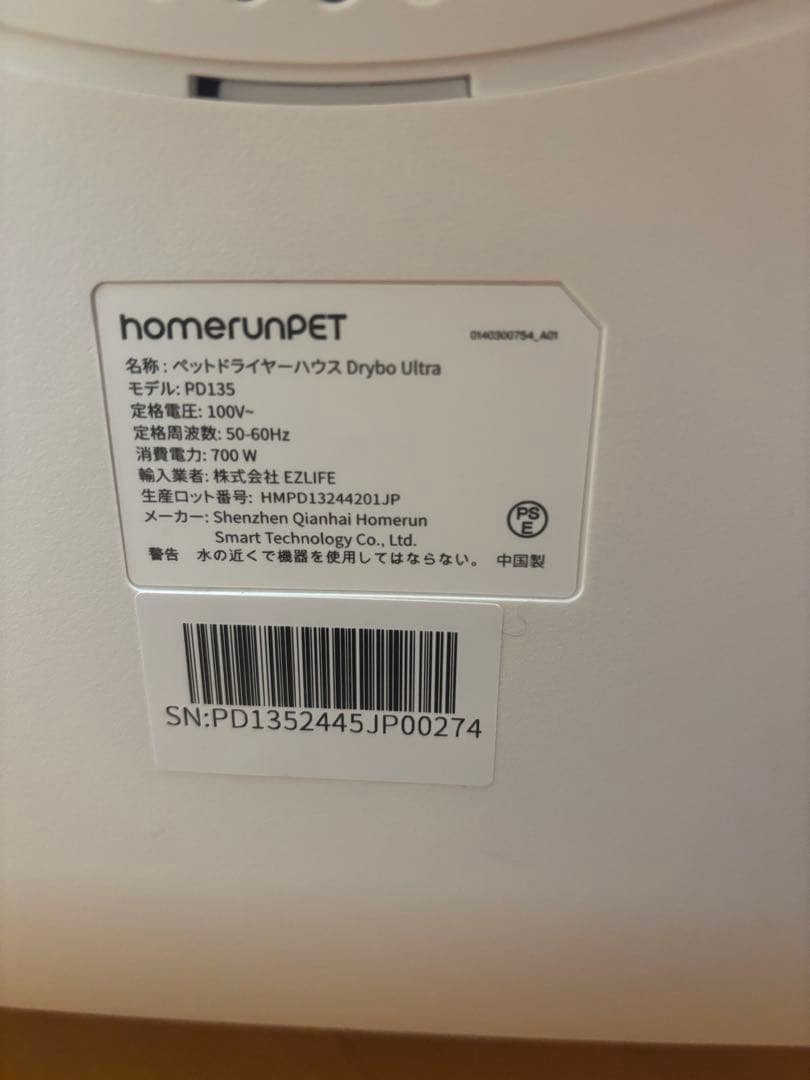 homerunPET
0140300754_A01
名称 : ペットドライヤーハウス Drybo Ultra
モデル: PD135
定格電圧: 100V~
定格周波数: 50-60Hz
消費電力: 700 W
輸入業者: 株式会社 EZLIFE
生産ロット番号: HMPD13244201JP
メーカー: Shenzhen Qianhai Homerun
Smart Technology Co., Ltd.
PS
E
警告 水の近くで機器を使用してはならない。 中国製
SN:PD1352445JP00274